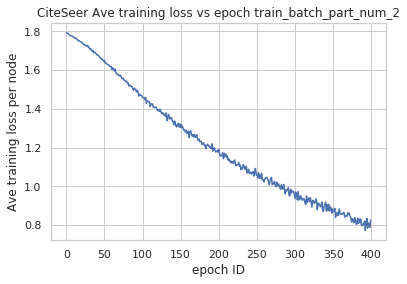 CiteSeer Ave training loss vs epoch train_batch_part_num_2
Ave training loss per node
1.8
1.6
1.4
1.2
1.0
0.8
0 50 100 150 200 250 300 350 400
epoch ID